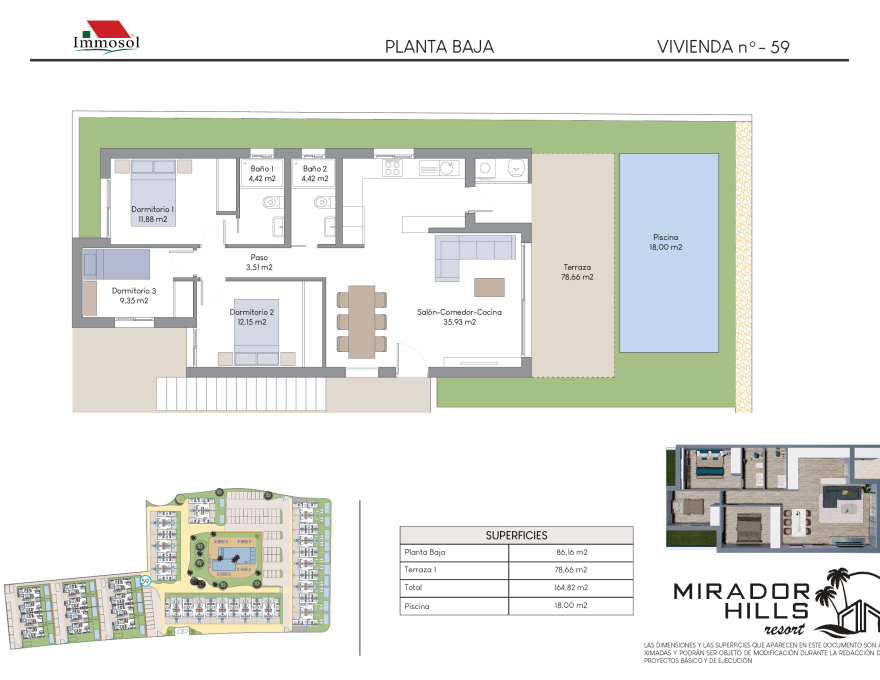 Immosol
PLANTA BAJA
VIVIENDA nº- 59
Baño 1
4,42 m2
Baño 2
4,42 m2
Dormitorio 1
11,88 m2
Piscina
18,00 m2
Paso
3,51 m2
Terraza
78,66 m2
Dormitorio 3
9,35 m2
Dormitorio 2
12,15 m2
Salón-Comedor-Cocina
35,93 m2
59
SUPERFICIES
Planta Baja 86,16 m2
Terraza 1 78,66 m2
Total 164,82 m2
Piscina 18,00 m2
MIRADOR
HILLS
resort
LAS DIMENSIONES Y LAS SUPERFICIES QUE APARECEN EN ESTE DOCUMENTO SON A
XIMADAS Y PODRÁN SER OBJETO DE MODIFICACIÓN DURANTE LA REDACCIÓN D
PROYECTOS BÁSICO Y DE EJECUCIÓN